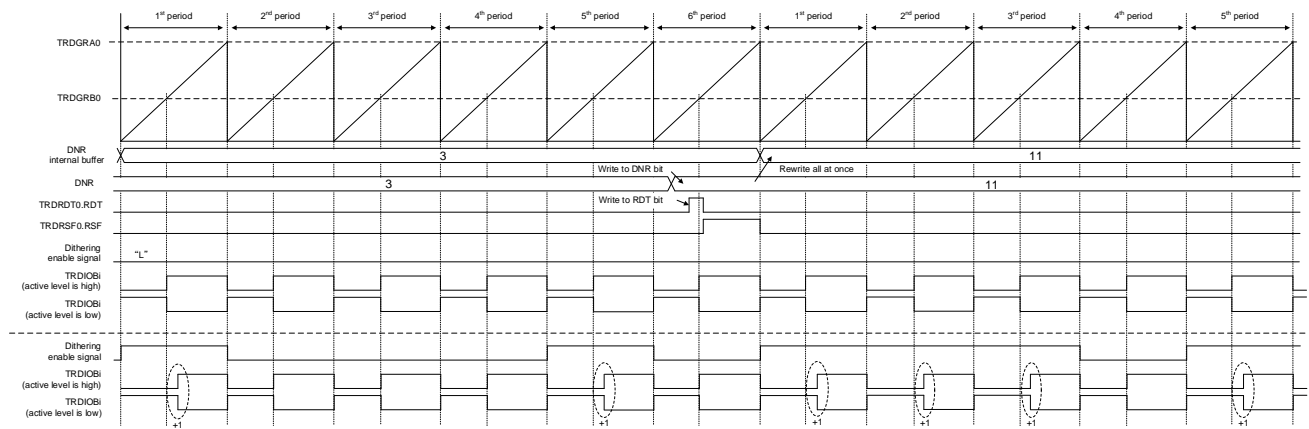 1st period 2nd period 3rd period 4th period 5th period 6th period 1st period 2nd period 3rd period 4th period 5th period
TRDGRA0
TRDGRB0
DNR
internal buffer
3
11
Write to DNR bit
Rewrite all at once
DNR
3
11
TRDRDT0.RDT
Write to RDT bit
TRDRSF0.RSF
Dithering
enable signal
"L"
TRDIOBi
(active level is high)
TRDIOBi
(active level is low)
Dithering
enable signal
TRDIOBi
(active level is high)
TRDIOBi
(active level is low)
+1 +1 +1 +1 +1 +1